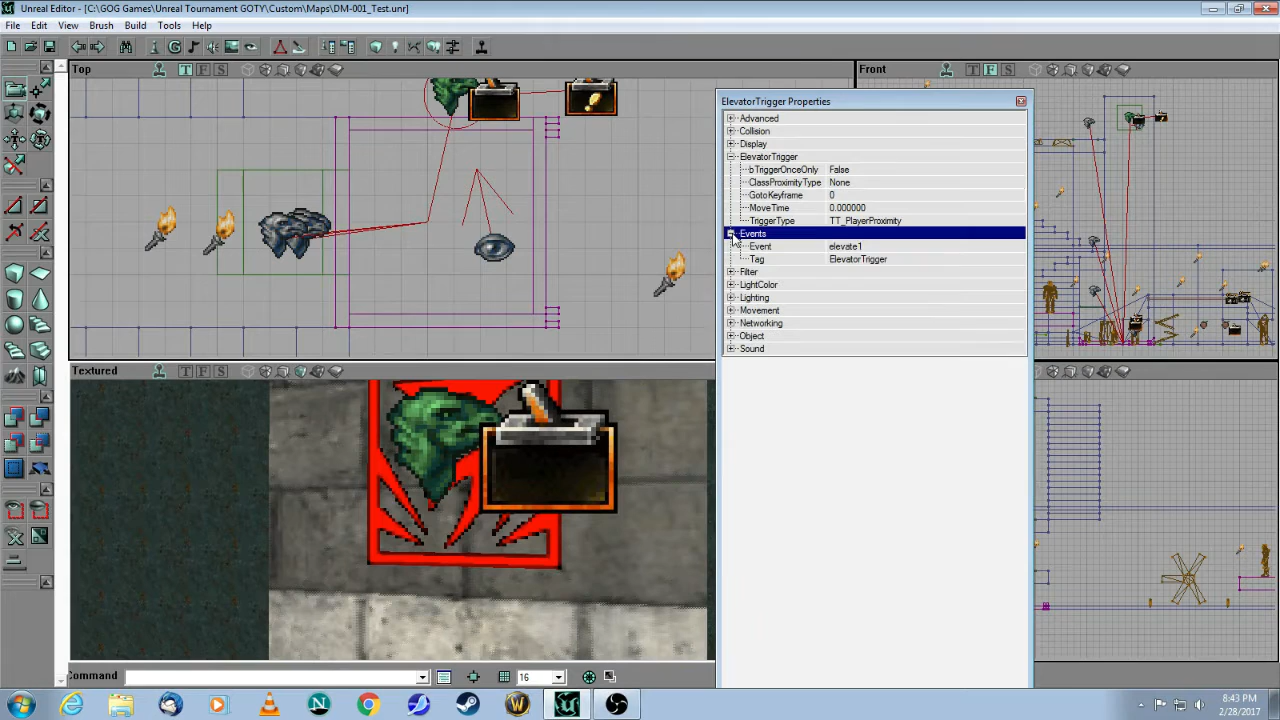 Unreal Editor - [C:\GOG Games\Unreal Tournament GOTY\Custom\Maps\DM-001_Test.unr]
File Edit View Brush Build Tools Help
Top T F S
Front T F S
ElevatorTrigger Properties
Advanced
Collision
Display
ElevatorTrigger
bTriggerOnceOnly False
ClassProximityType None
GotoKeyframe 0
MoveTime 0.000000
TriggerType TT_PlayerProximity
Events
Event elevate1
Tag ElevatorTrigger
Filter
LightColor
Lighting
Movement
Networking
Object
Sound
Textured T F S
Command 16
8:43 PM
2/28/2017